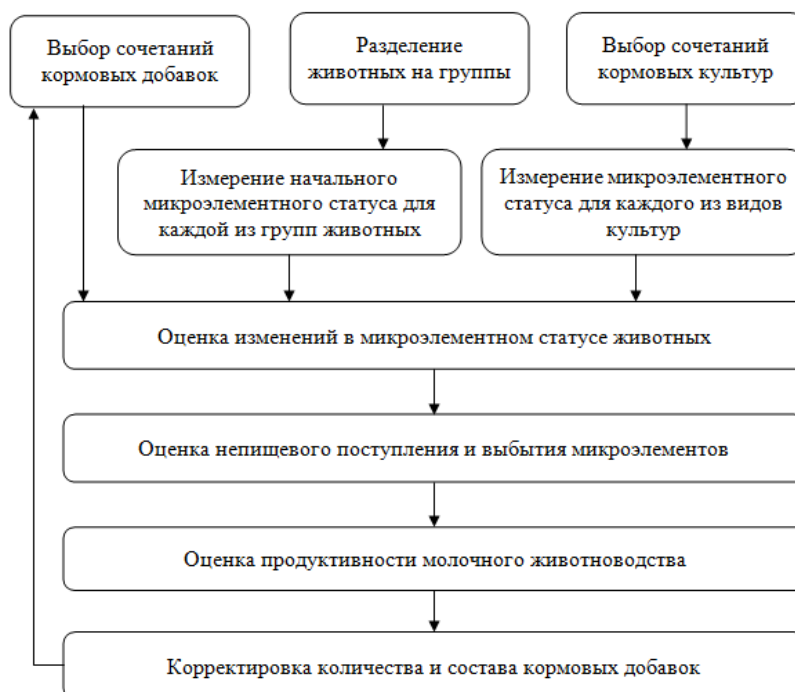 Выбор сочетаний
кормовых добавок
Разделение
животных на группы
Выбор сочетаний
кормовых культур
Измерение начального
микроэлементного статуса для
каждой из групп животных
Измерение микроэлементного
статуса для каждого из видов
культур
Оценка изменений в микроэлементном статусе животных
Оценка непищевого поступления и выбытия микроэлементов
Оценка продуктивности молочного животноводства
Корректировка количества и состава кормовых добавок